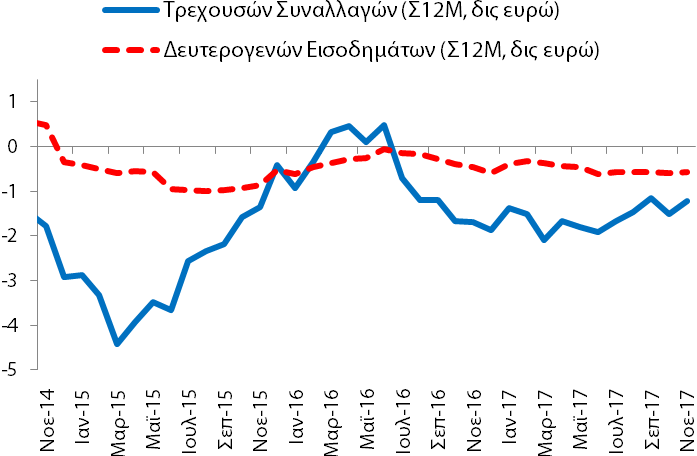 Τρεχουσών Συναλλαγών (Σ12Μ, δις ευρώ)
Δευτερογενών Εισοδημάτων (Σ12Μ, δις ευρώ)
1
0
-1
-2
-3
-4
-5
Νοε-14
Ιαν-15
Μαρ-15
Μαϊ-15
Ιουλ-15
Σεπ-15
Νοε-15
Ιαν-16
Μαρ-16
Μαϊ-16
Ιουλ-16
Σεπ-16
Νοε-16
Ιαν-17
Μαρ-17
Μαϊ-17
Ιουλ-17
Σεπ-17
Νοε-17